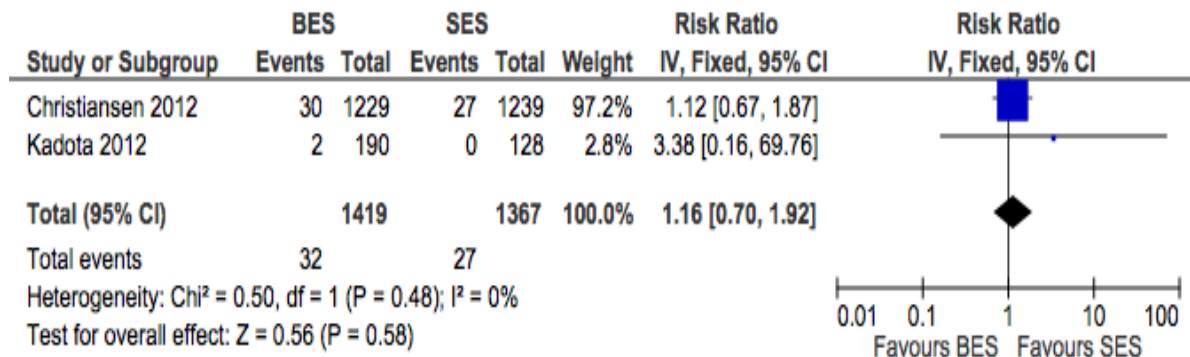 BES SES Risk Ratio Risk Ratio
Study or Subgroup Events Total Events Total Weight IV, Fixed, 95% CI IV, Fixed, 95% CI
Christiansen 2012 30 1229 27 1239 97.2% 1.12 [0.67, 1.87]
Kadota 2012 2 190 0 128 2.8% 3.38 [0.16, 69.76]
Total (95% CI) 1419 1367 100.0% 1.16 [0.70, 1.92]
Total events 32 27
Heterogeneity: Chi² = 0.50, df = 1 (P = 0.48); I² = 0%
Test for overall effect: Z = 0.56 (P = 0.58)
0.01 0.1 1 10 100
Favours BES Favours SES